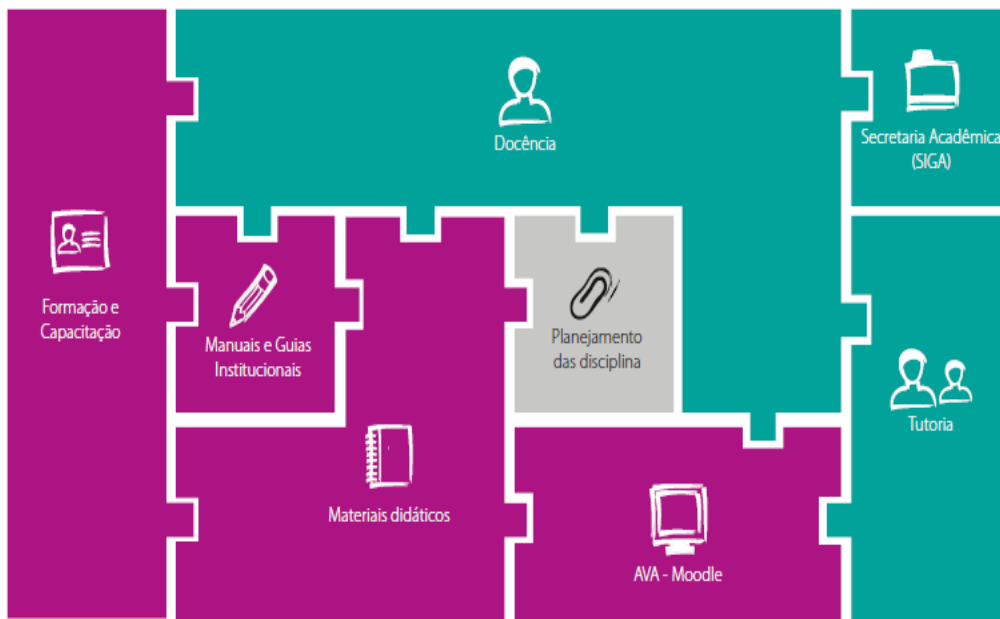 Docência
Secretaria Acadêmica
(SIGA)
Formação e
Capacitação
Manuais e Guias
Institucionais
Planejamento
das disciplina
Tutoria
Materiais didáticos
AVA - Moodle